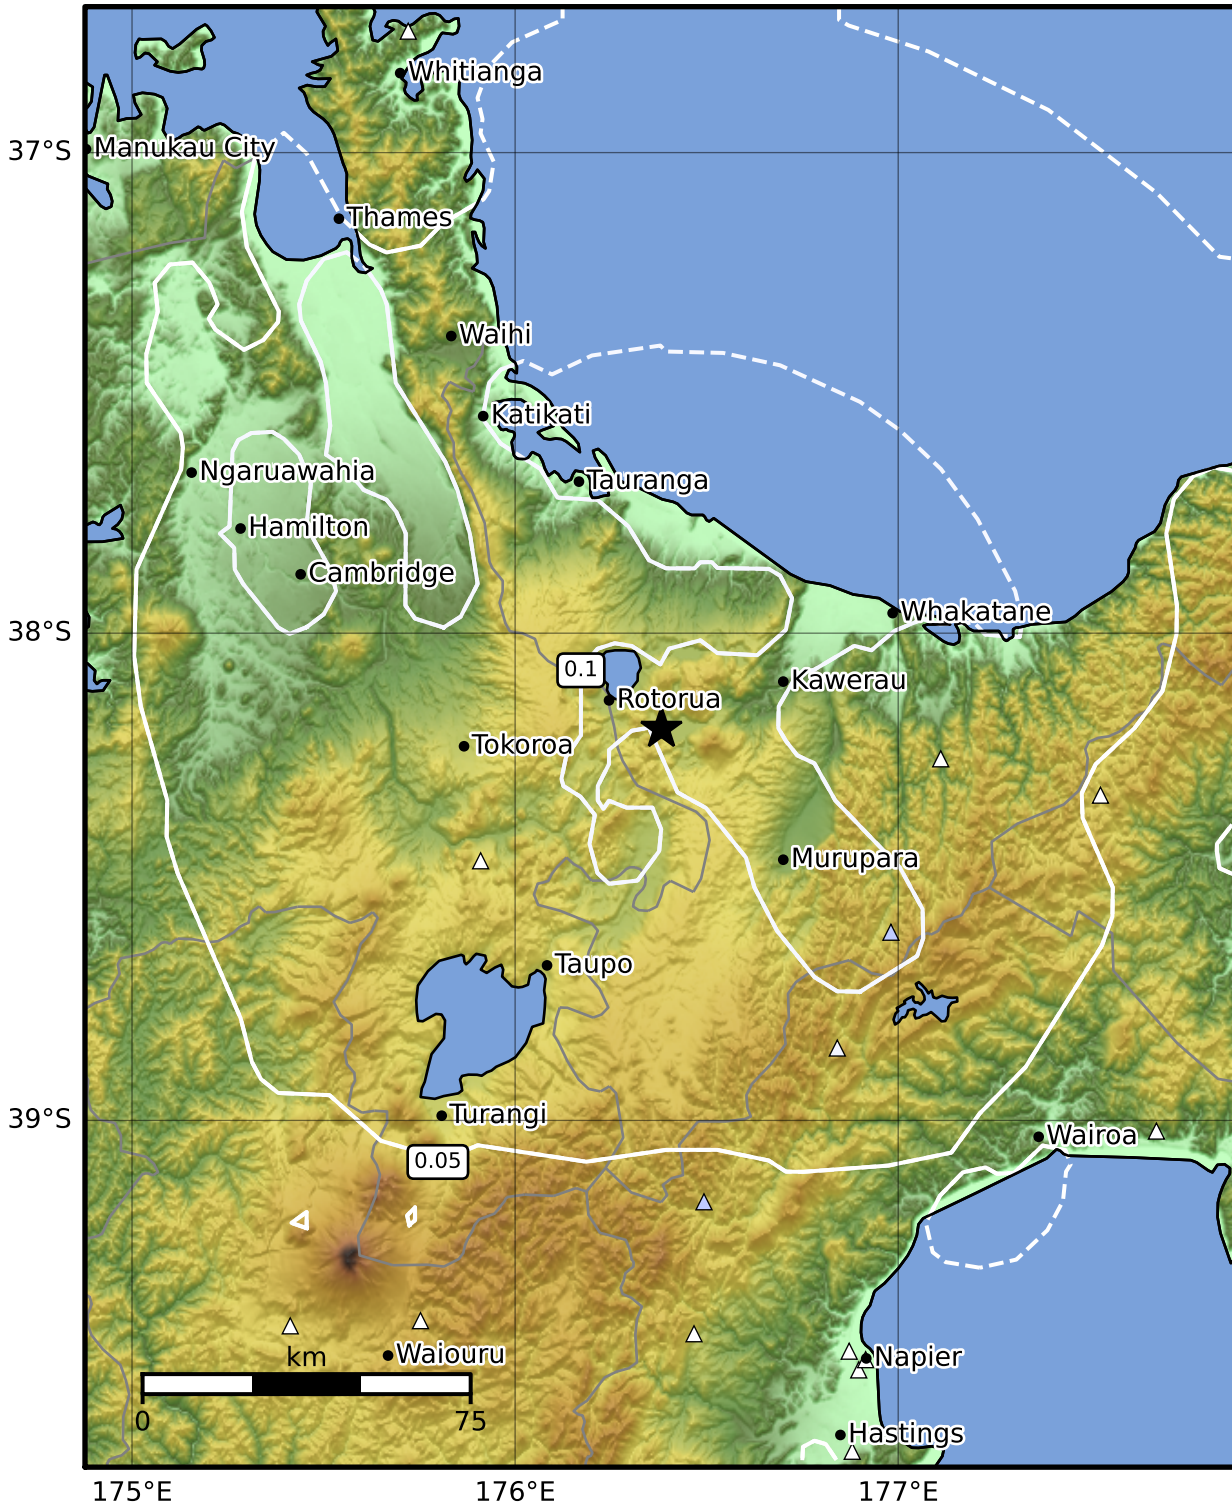 Whitianga
37°S
Manukau City
Thames
Waihi
Katikati
Ngaruawahia
Tauranga
Hamilton
Cambridge
Whakatane
38°S
0.1
Kawerau
Rotorua
Tokoroa
Murupara
Taupo
39°S
Turangi
Wairoa
0.05
km
Waiouru
Napier
0
75
Hastings
175°E
176°E
177°E